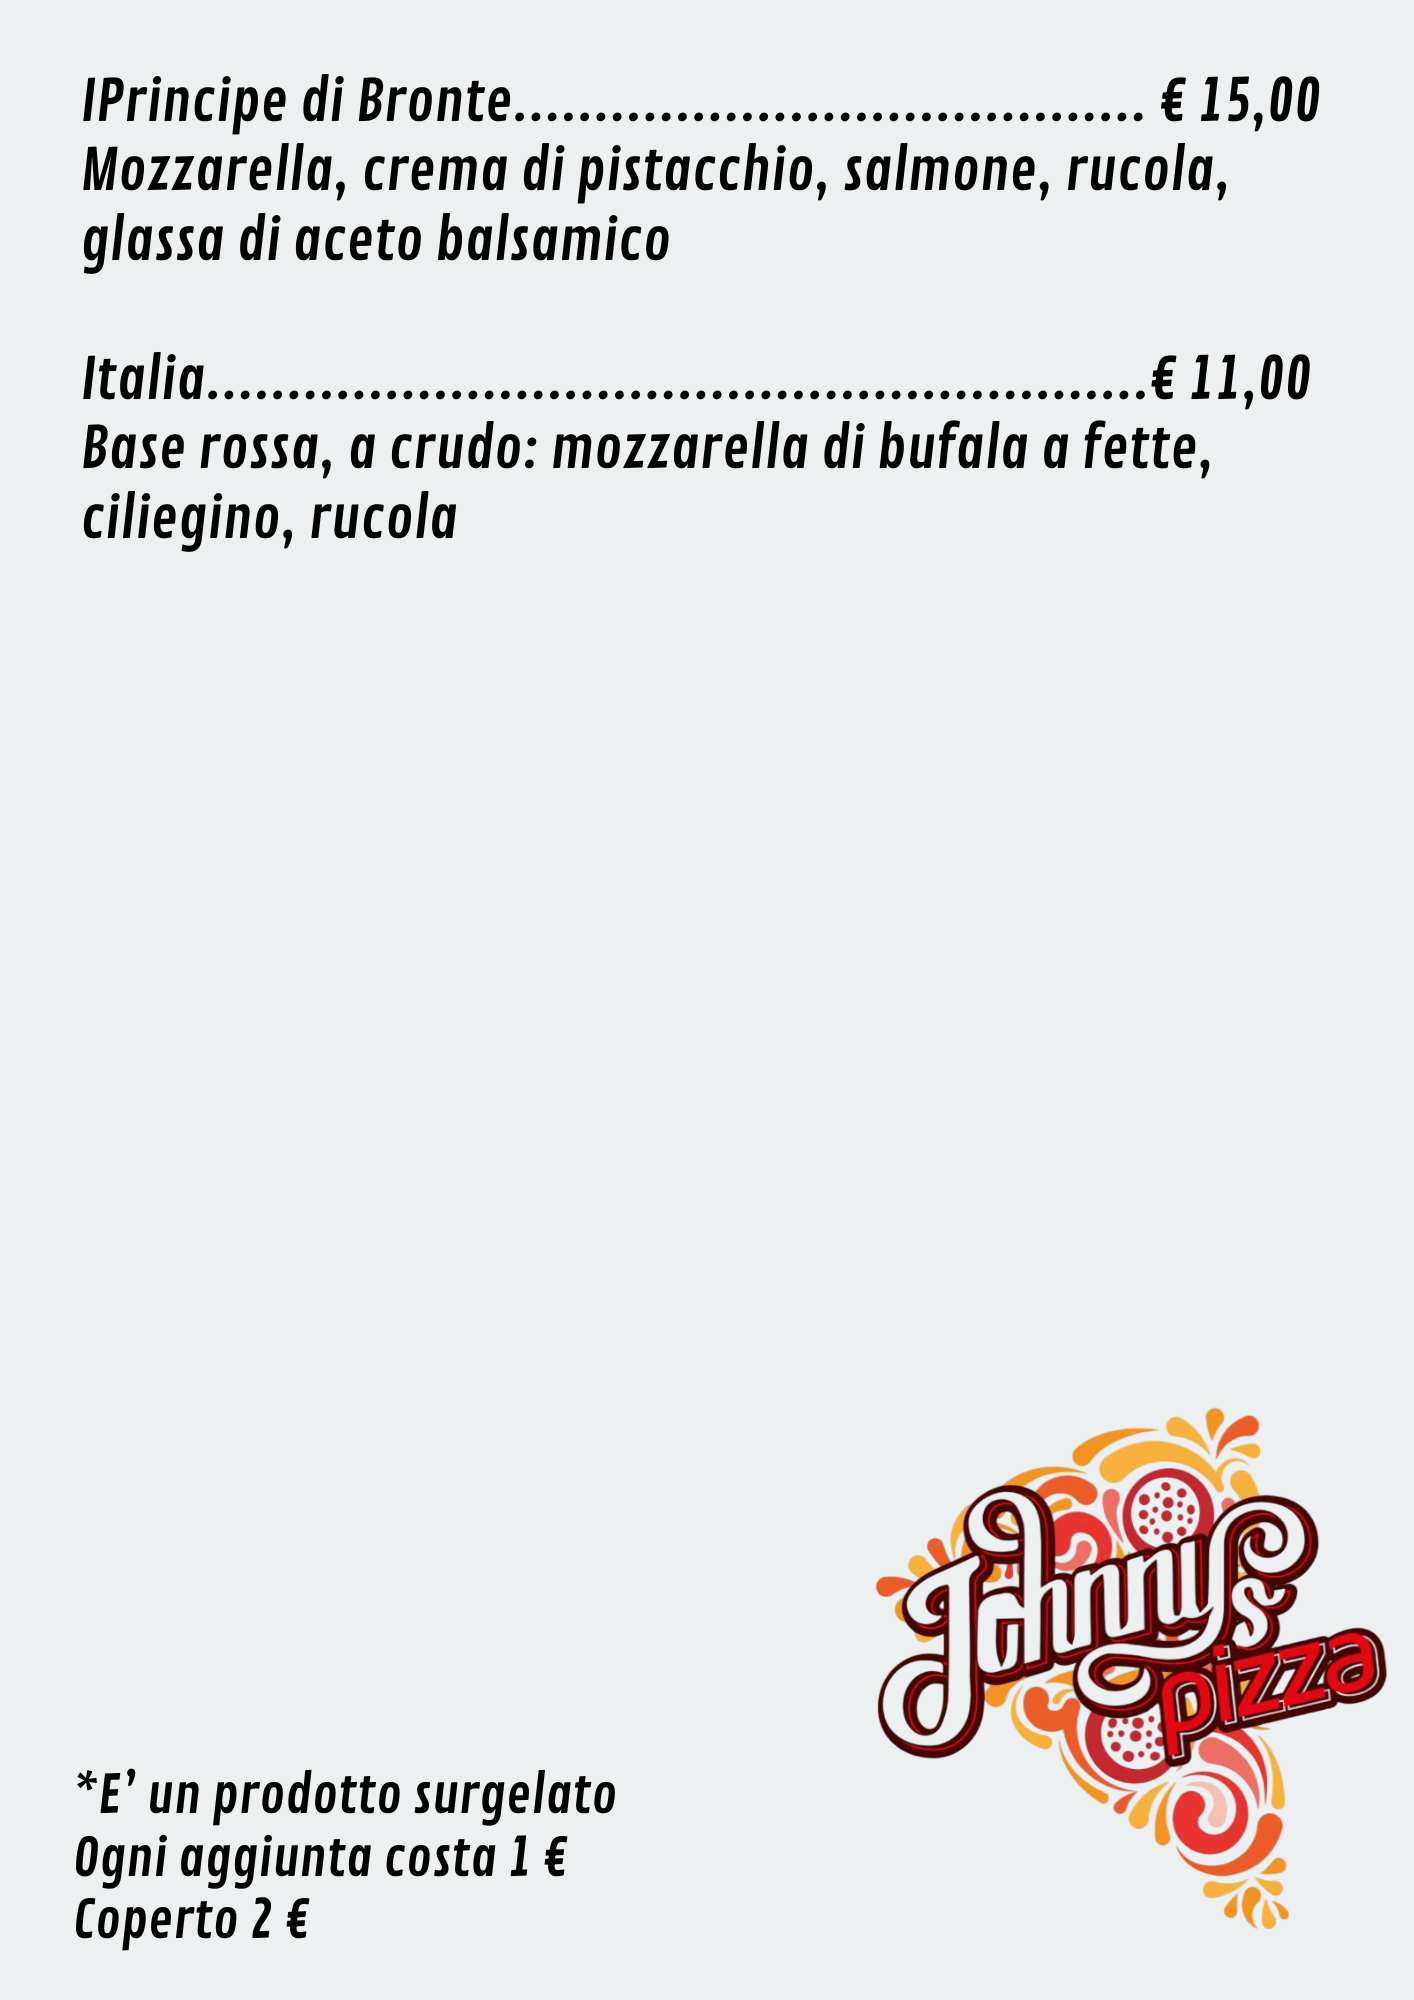 IPrincipe di Bronte....................................... € 15,00
Mozzarella, crema di pistacchio, salmone, rucola,
glassa di aceto balsamico
Italia..........................................................€ 11,00
Base rossa, a crudo: mozzarella di bufala a fette,
ciliegino, rucola
Johnny's
pizza
*E’ un prodotto surgelato
Ogni aggiunta costa 1 €
Coperto 2 €